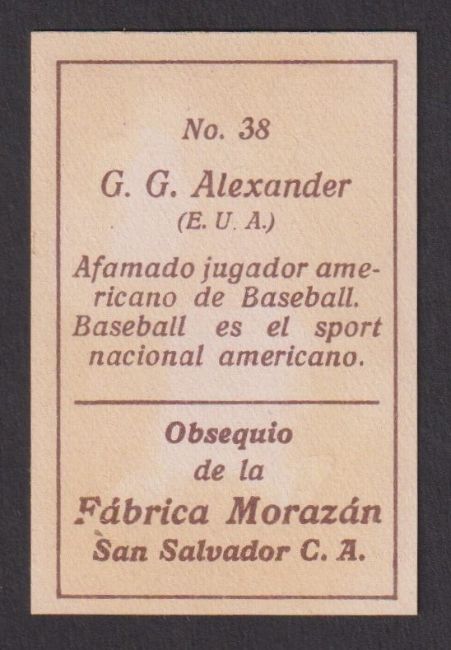 No. 38
G. G. Alexander
(E. U. A.)
Afamado jugador ame-
ricano de Baseball.
Baseball es el sport
nacional americano.
Obsequio
de la
Fábrica Morazán
San Salvador C. A.